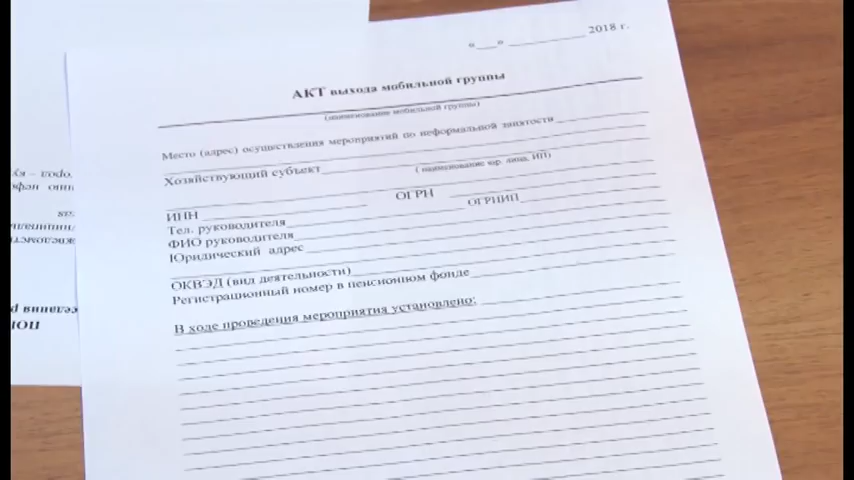 «___» ____________ 2018 г.
АКТ выхода мобильной группы
(наименование мобильной группы)
Место (адрес) осуществления мероприятий по неформальной занятости
Хозяйствующий субъект
( наименование юр. лица, ИП)
ИНН ОГРН
Тел. руководителя ОГРНИП
ФИО руководителя
Юридический адрес
ОКВЭД (вид деятельности)
Регистрационный номер в пенсионном фонде
В ходе проведения мероприятия установлено: